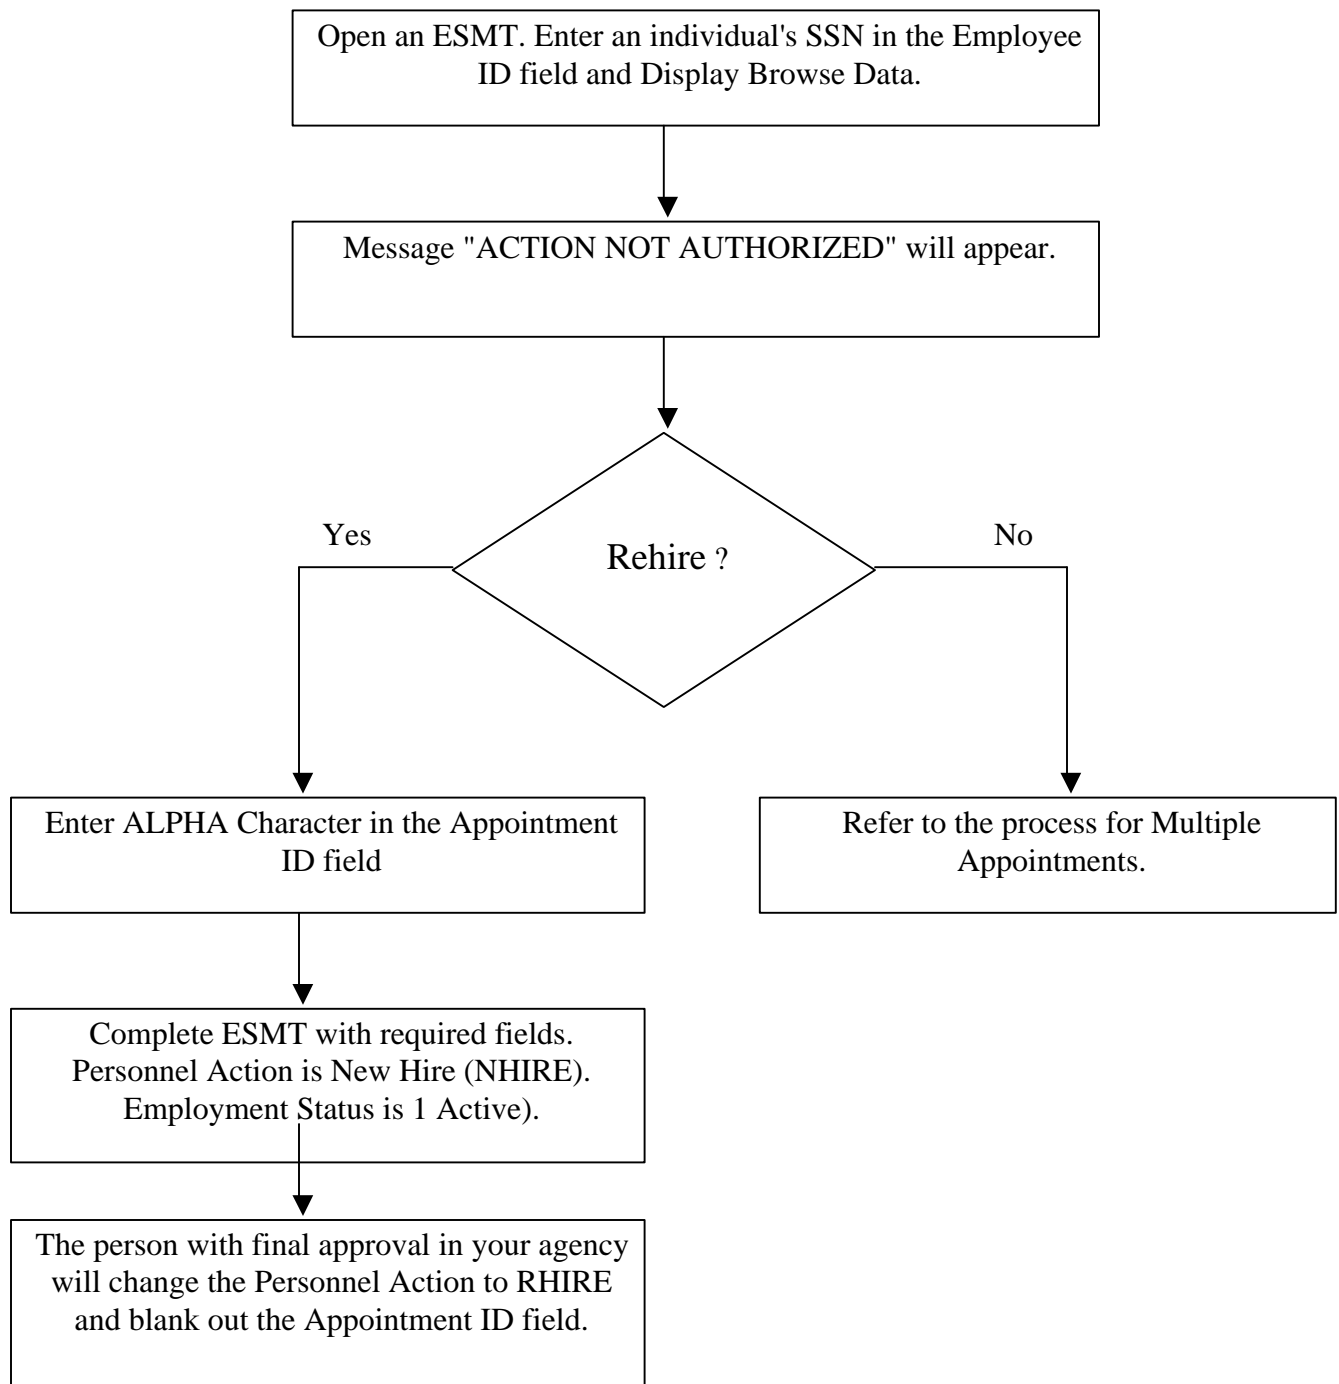 Open an ESMT. Enter an individual's SSN in the Employee
ID field and Display Browse Data.
Message "ACTION NOT AUTHORIZED" will appear.
Yes
No
Rehire ?
Enter ALPHA Character in the Appointment
ID field
Refer to the process for Multiple
Appointments.
Complete ESMT with required fields.
Personnel Action is New Hire (NHIRE).
Employment Status is 1 Active).
The person with final approval in your agency
will change the Personnel Action to RHIRE
and blank out the Appointment ID field.